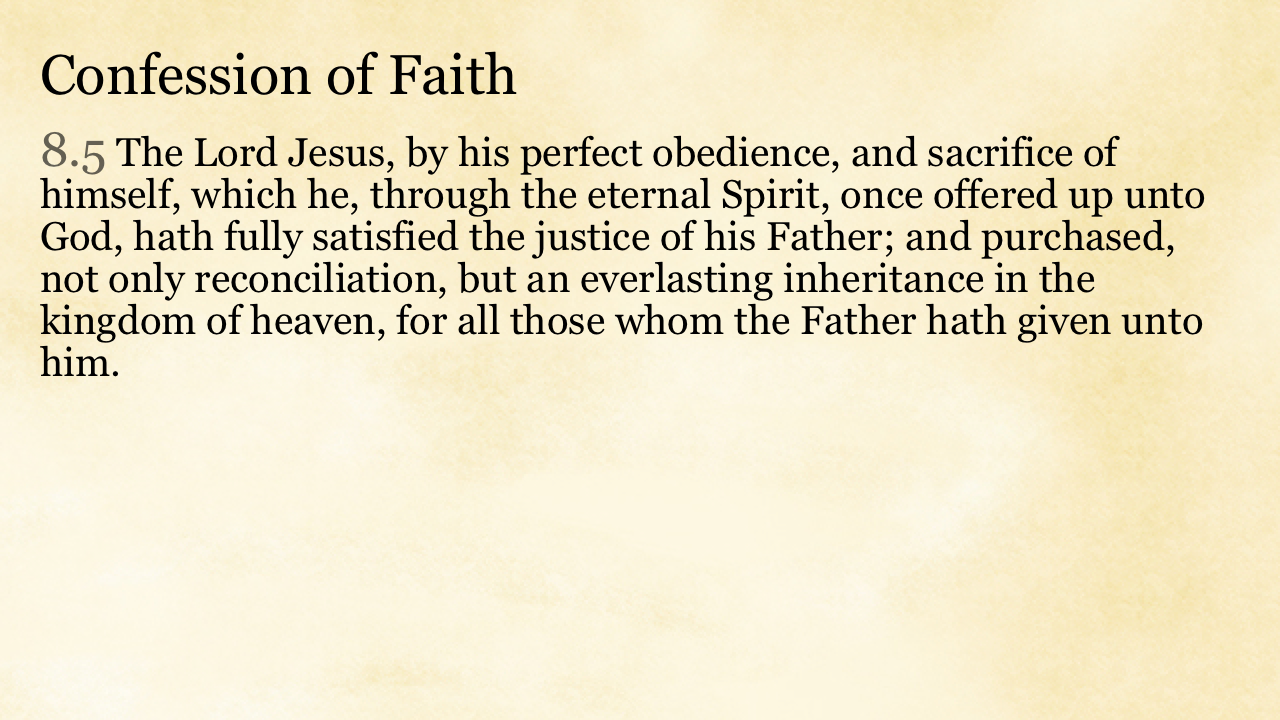 Confession of Faith
8.5 The Lord Jesus, by his perfect obedience, and sacrifice of
himself, which he, through the eternal Spirit, once offered up unto
God, hath fully satisfied the justice of his Father; and purchased,
not only reconciliation, but an everlasting inheritance in the
kingdom of heaven, for all those whom the Father hath given unto
him.